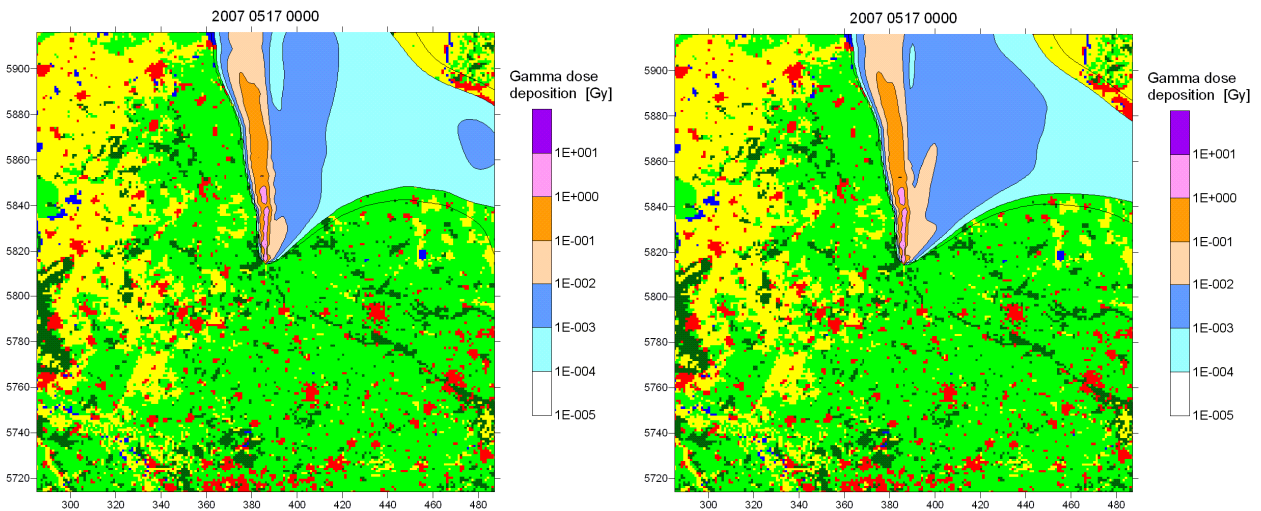 2007 0517 0000
5900
5880
5860
5840
5820
5800
5780
5760
5740
5720
300 320 340 360 380 400 420 440 460 480
Gamma dose
deposition [Gy]
1E+001
1E+000
1E-001
1E-002
1E-003
1E-004
1E-005
2007 0517 0000
5900
5880
5860
5840
5820
5800
5780
5760
5740
5720
300 320 340 360 380 400 420 440 460 480
Gamma dose
deposition [Gy]
1E+001
1E+000
1E-001
1E-002
1E-003
1E-004
1E-005